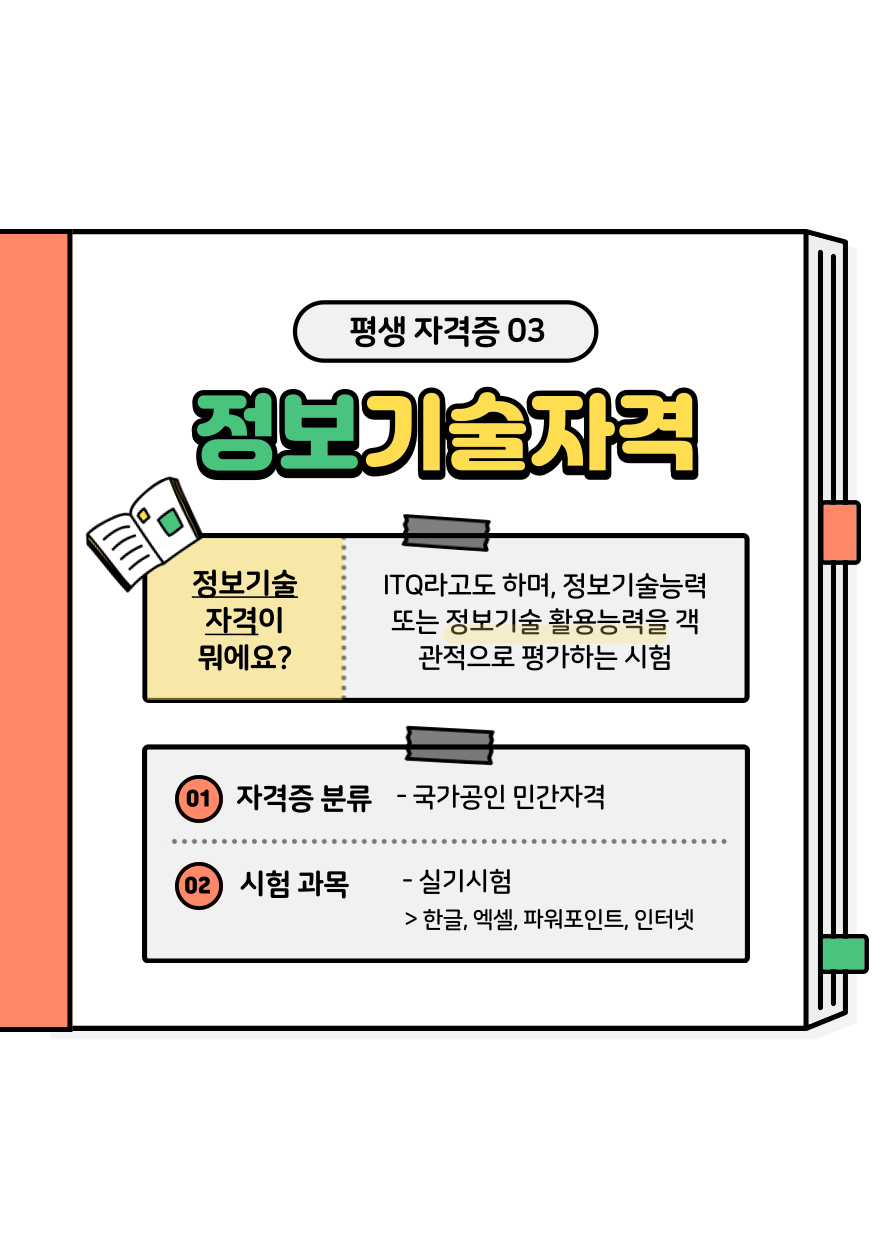 평생 자격증 03
정보기술자격
정보기술
자격이
뭐에요?
ITQ라고도 하며, 정보기술능력
또는 정보기술 활용능력을 객
관적으로 평가하는 시험
01 자격증 분류 - 국가공인 민간자격
02 시험 과목 - 실기시험
> 한글, 엑셀, 파워포인트, 인터넷